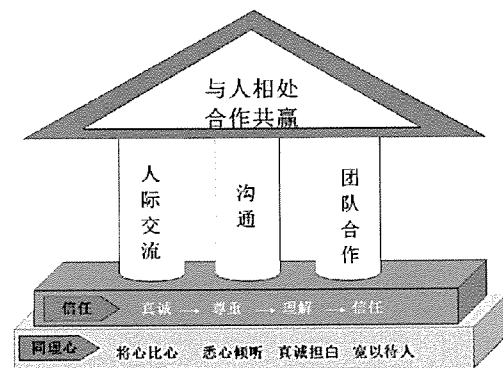 与人相处
合作共赢
人际交流
沟通
团队合作
信任 真诚 → 尊重 → 理解 → 信任
同理心 将心比心 悉心倾听 真诚担白 宽以待人